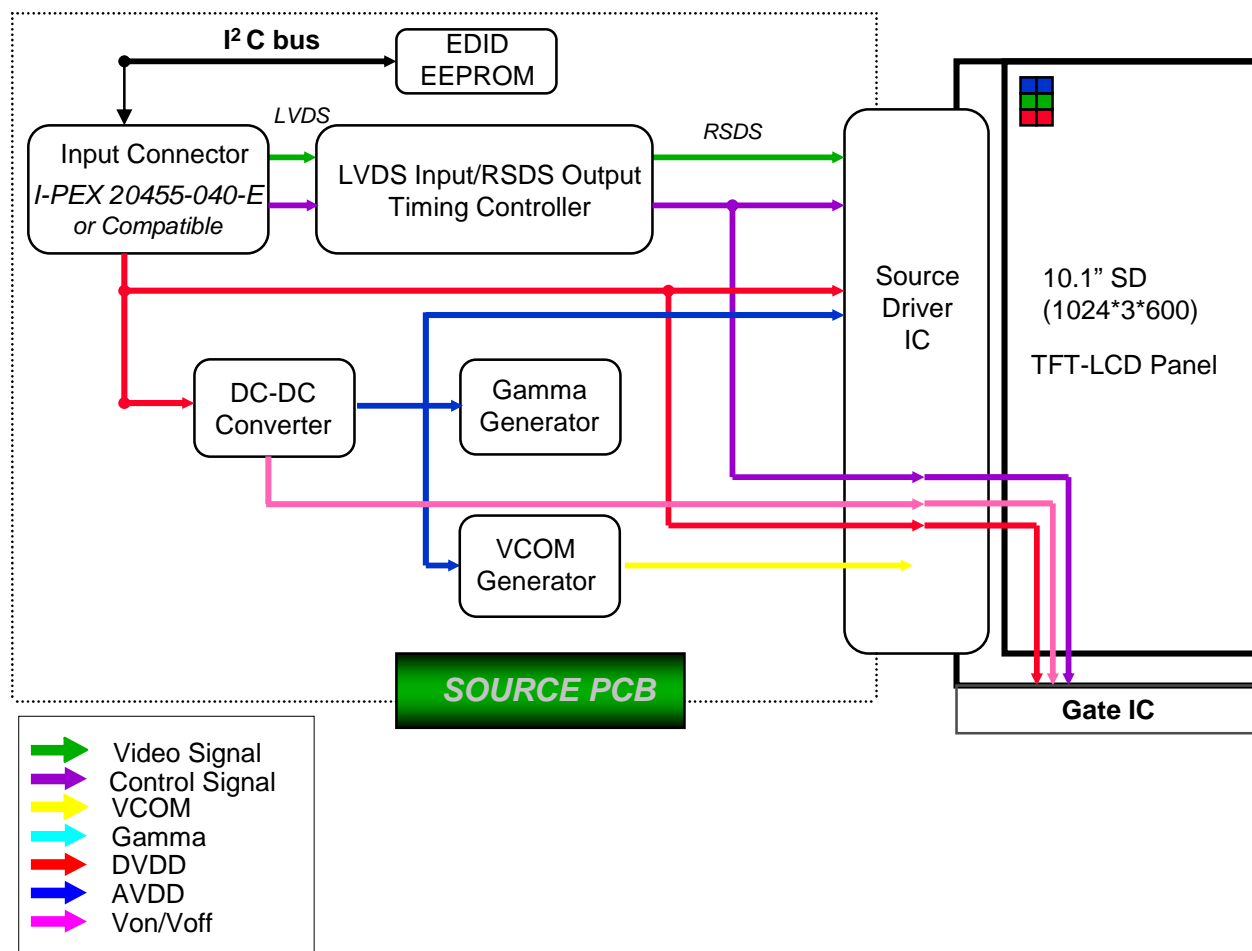 I² C bus
EDID
EEPROM
LVDS
RSDS
Input Connector
I-PEX 20455-040-E
or Compatible
LVDS Input/RSDS Output
Timing Controller
Source
Driver
IC
10.1” SD
(1024*3*600)
TFT-LCD Panel
DC-DC
Converter
Gamma
Generator
VCOM
Generator
SOURCE PCB
Gate IC
Video Signal
Control Signal
VCOM
Gamma
DVDD
AVDD
Von/Voff